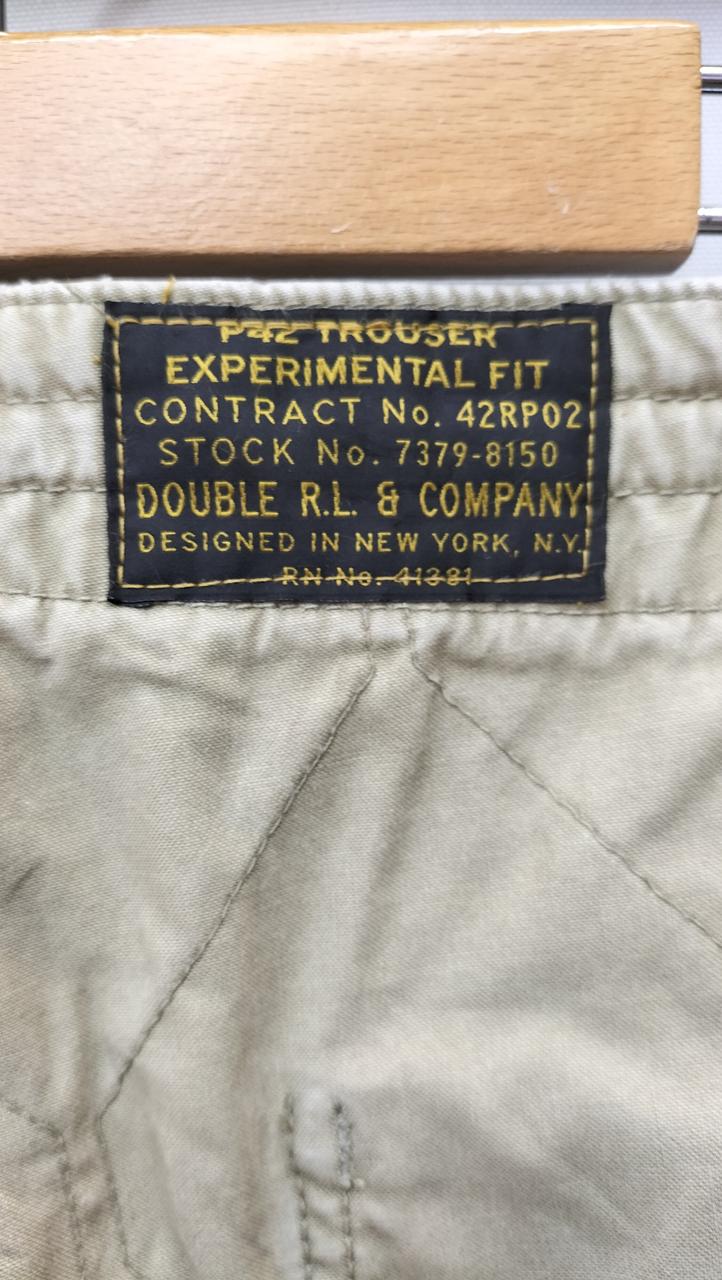 P42 TROUSER
EXPERIMENTAL FIT
CONTRACT No. 42RP02
STOCK No. 7379-8150
DOUBLE R.L. & COMPANY
DESIGNED IN NEW YORK, N.Y.
RN No. 41381